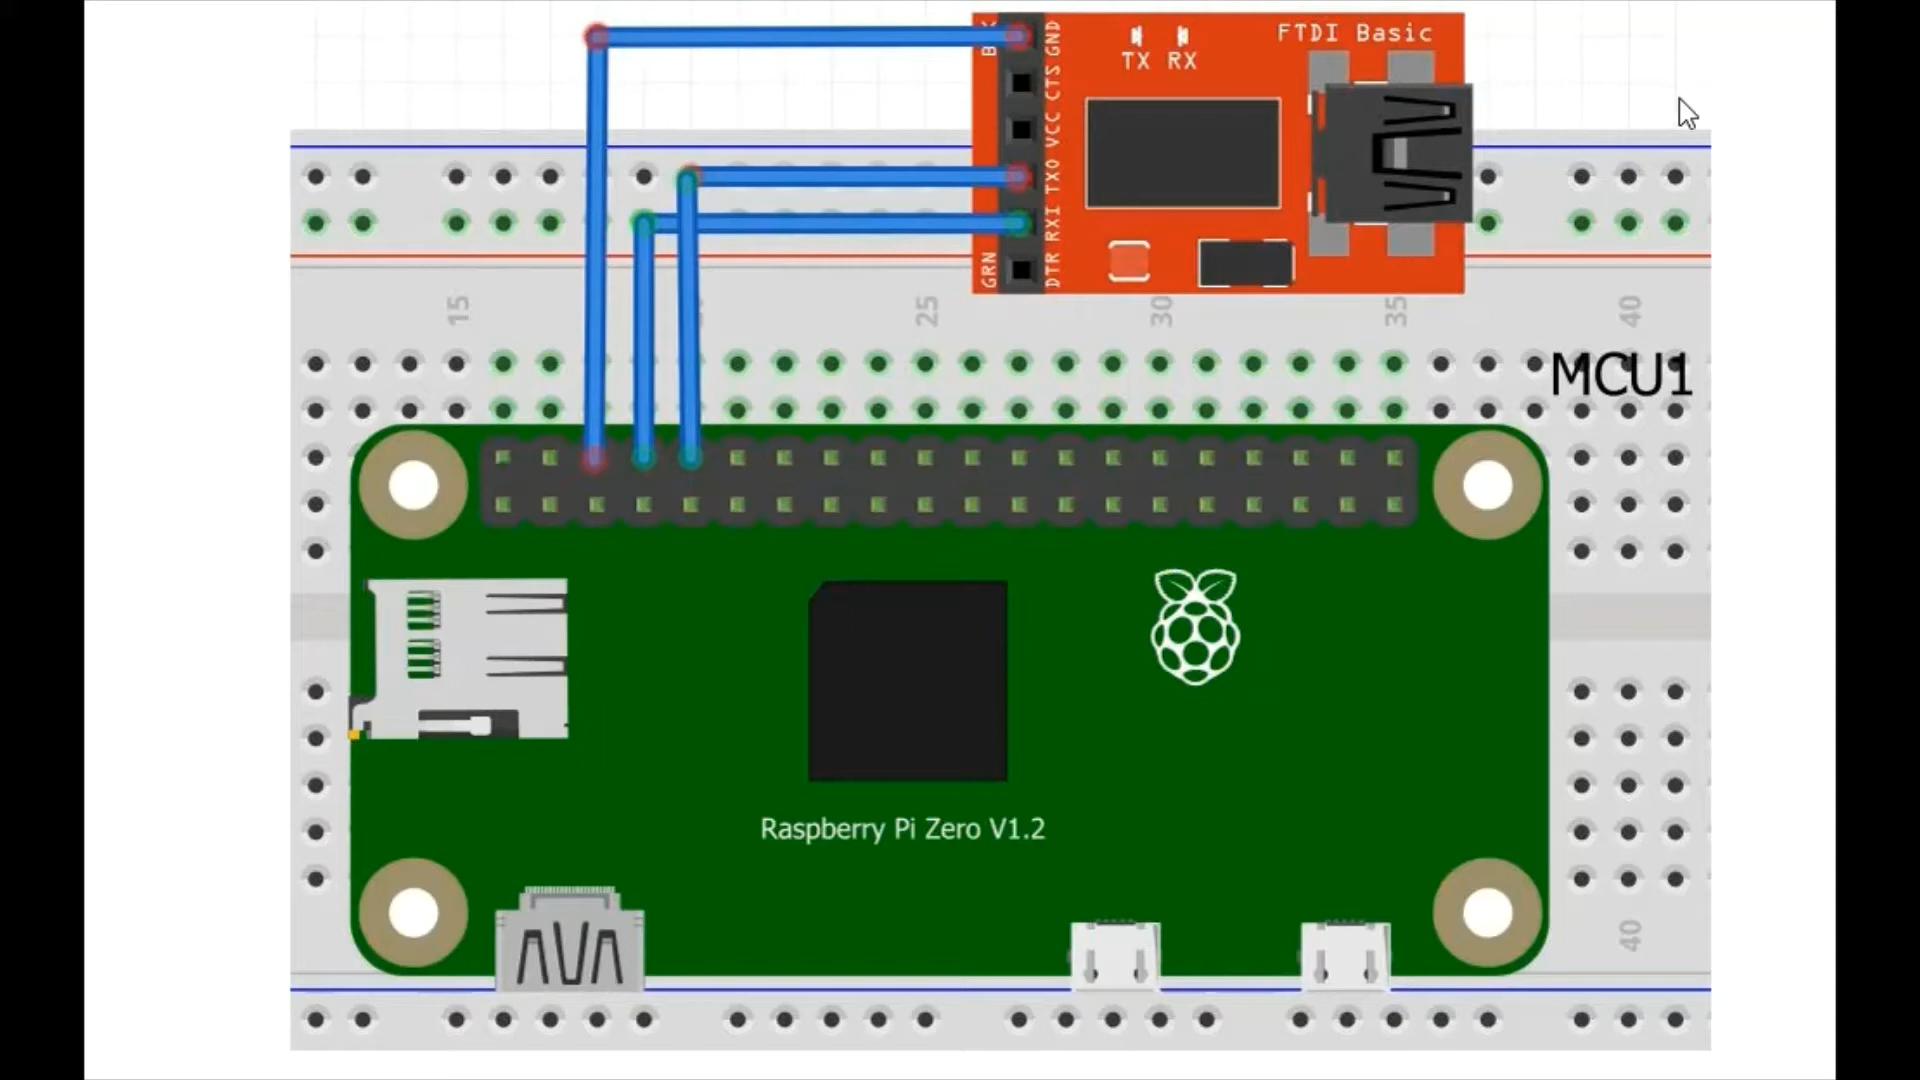 FTDI Basic
TX RX
GND
CTS
VCC
TXO
RXI
DTR
GRN
15
25
30
35
40
MCU1
Raspberry Pi Zero V1.2
40